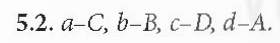 5.2. a–C, b–B, c–D, d–A.